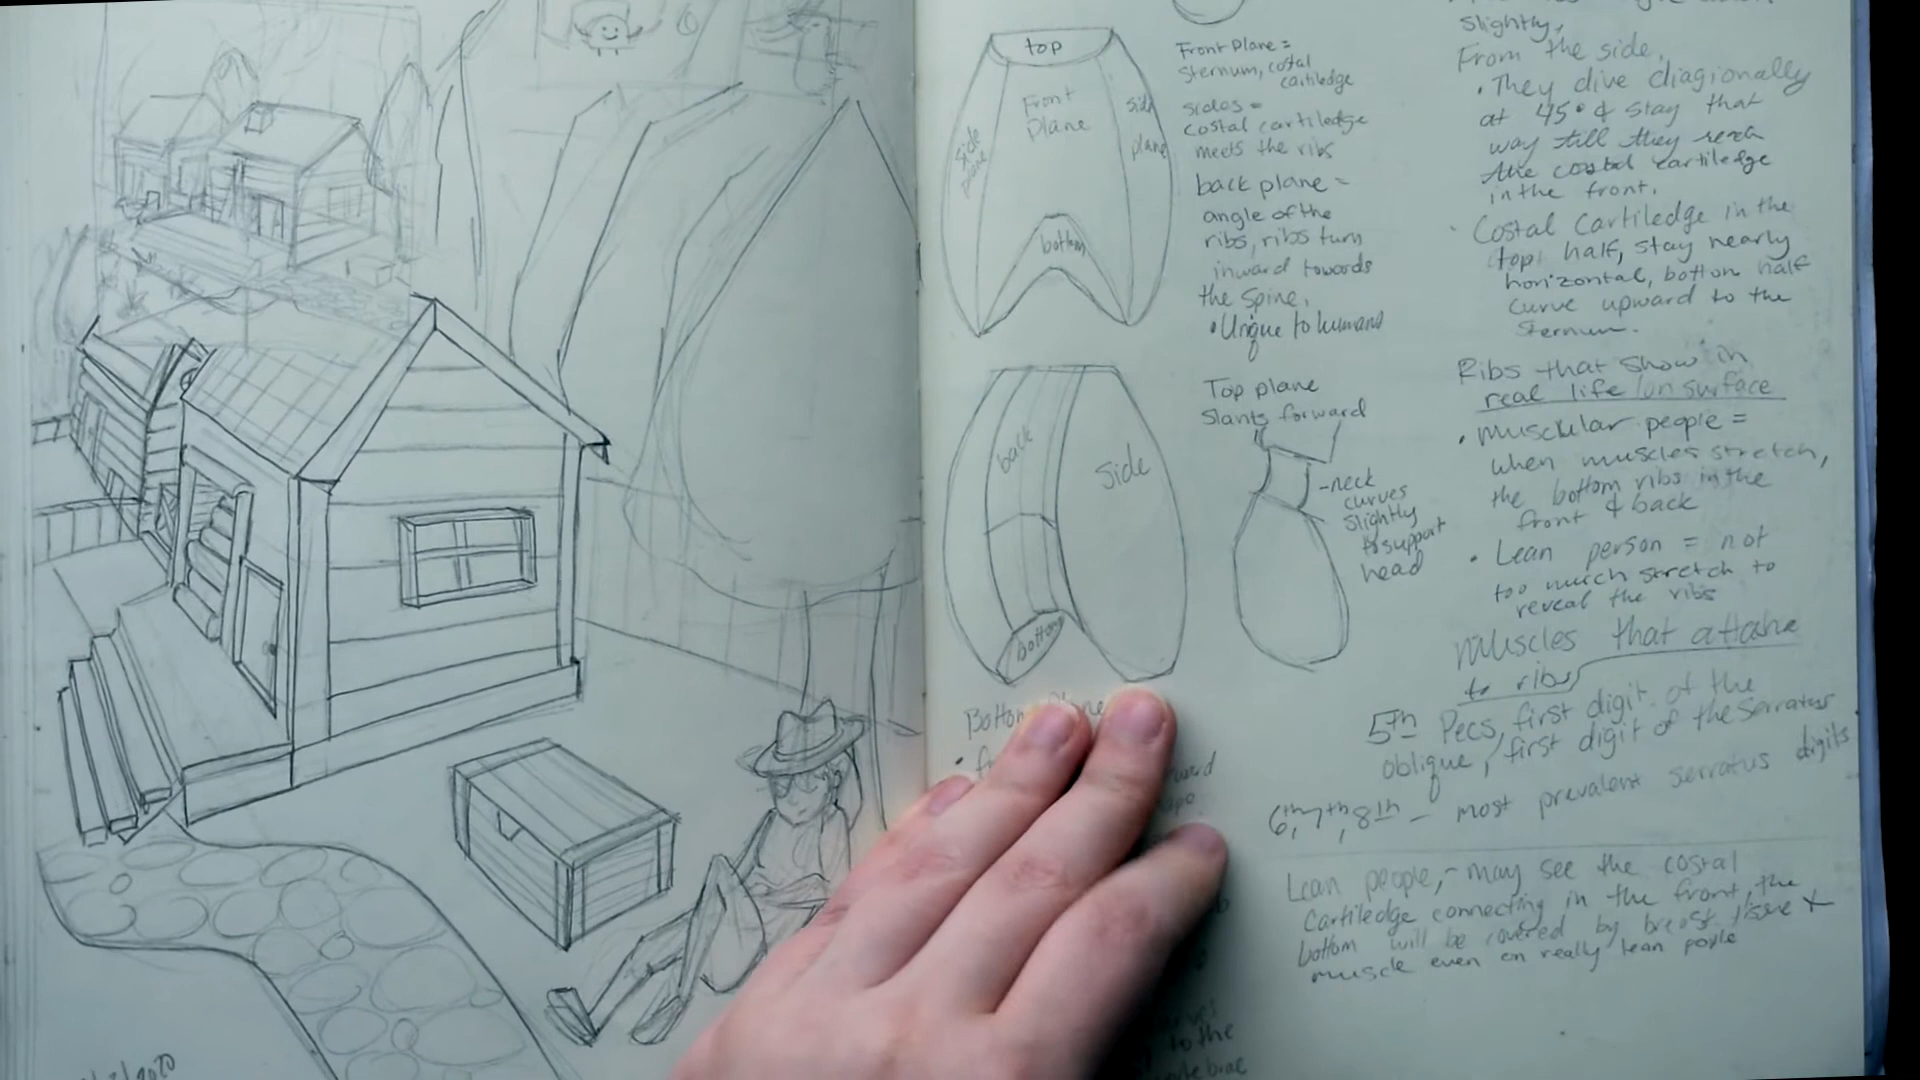 top
Front
Plane
side
plane
side
plane
bottom
Front Plane =
Sternum, costal
cartiledge
sides =
costal cartiledge
meets the ribs
back plane =
angle of the
ribs, ribs turn
inward towards
the spine.
• Unique to humans
back
Side
bottom
Top plane
slants forward
-neck
curves
slightly
to support
head
Bottom
slightly,
From the side,
• They dive diagionally
at 45° & stay that
way till they reach
the costal cartiledge
in the front.
• Costal Cartiledge in the
top half, stay nearly
horizontal, bottom half
curve upward to the
sternum.
Ribs that show in
real life / on surface
• muscular people =
when muscles stretch,
the bottom ribs in the
front & back
• Lean person = not
too much stretch to
reveal the ribs
Muscles that attach
to ribs
5th Pecs, first digit of the
oblique, first digit of the serratus
6th, 7th, 8th - most prevalent serratus digits
Lean people, - may see the costal
cartiledge connecting in the front, the
bottom will be covered by breast tissue +
muscle even on really lean people
to the
2020